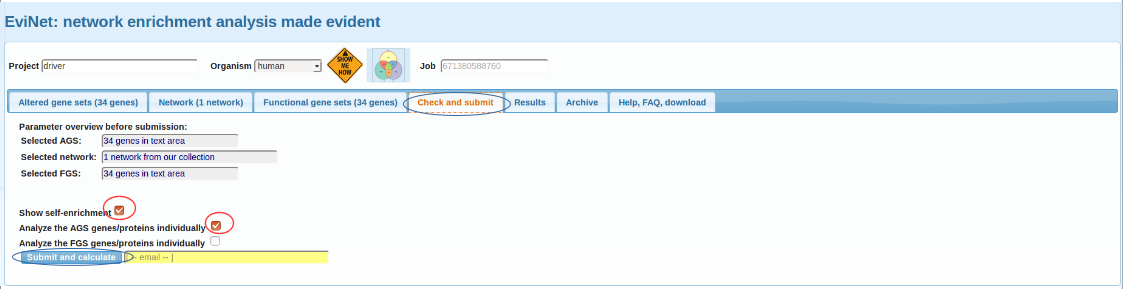 EviNet: network enrichment analysis made evident
Project driver Organism human SHOW ME HOW Job 671380588760
Altered gene sets (34 genes) Network (1 network) Functional gene sets (34 genes) Check and submit Results Archive Help, FAQ, download
Parameter overview before submission:
Selected AGS: 34 genes in text area
Selected network: 1 network from our collection
Selected FGS: 34 genes in text area
Show self-enrichment
Analyze the AGS genes/proteins individually
Analyze the FGS genes/proteins individually
Submit and calculate [-- email -- ]